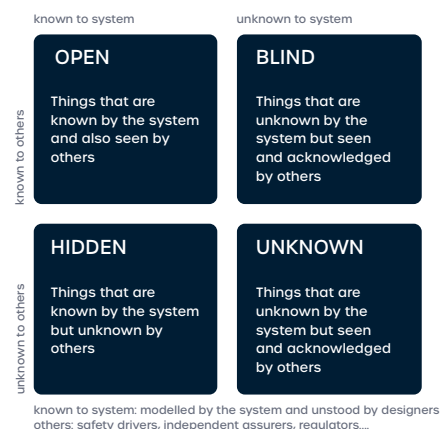 known to system
unknown to system
known to others
OPEN
Things that are
known by the system
and also seen by
others
BLIND
Things that are
unknown by the
system but seen
and acknowledged
by others
unknown to others
HIDDEN
Things that are
known by the system
but unknown by
others
UNKNOWN
Things that are
unknown by the
system but seen
and acknowledged
by others
known to system: modelled by the system and unstood by designers
others: safety drivers, independent assurers, regulators....